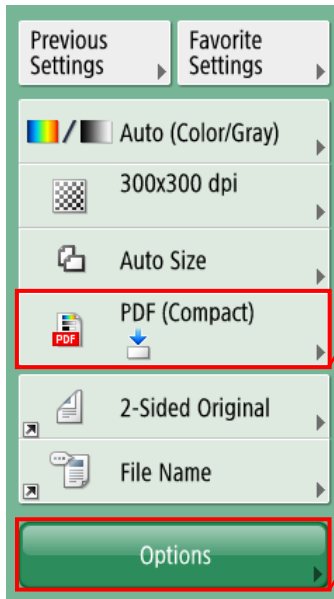 Previous
Settings
Favorite
Settings
Auto (Color/Gray)
300x300 dpi
Auto Size
PDF (Compact)
PDF
2-Sided Original
File Name
Options